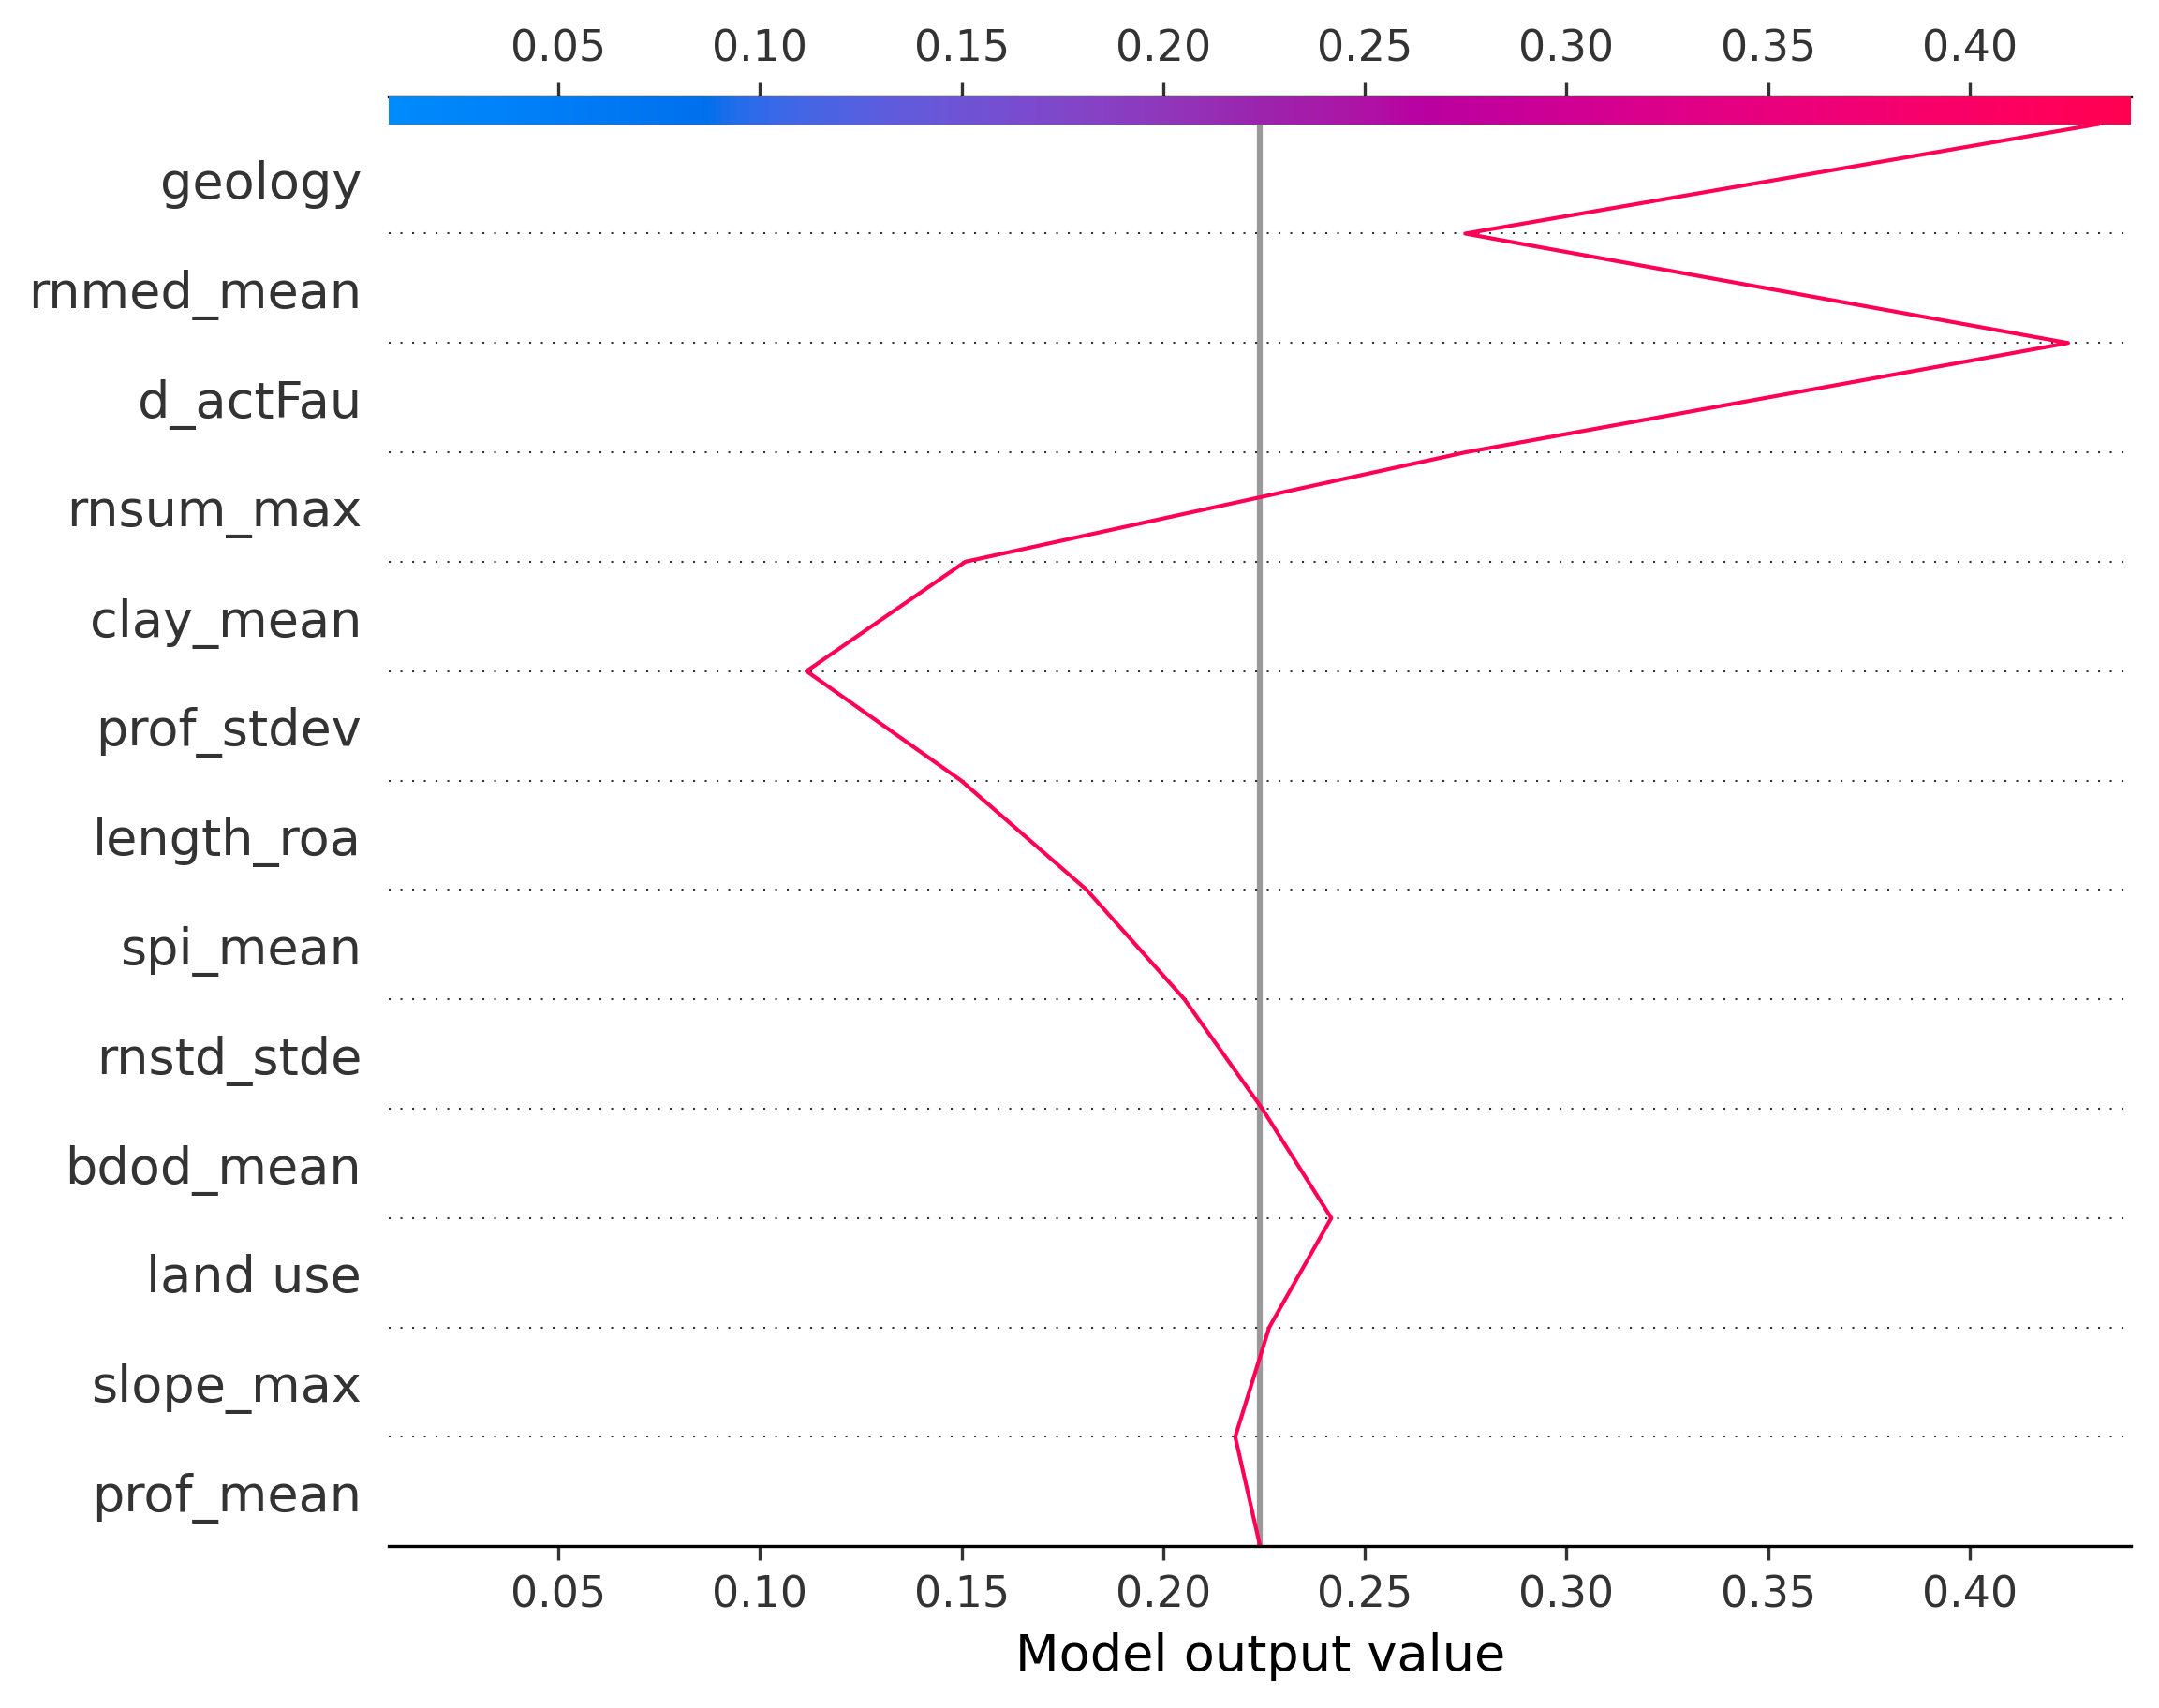 0.05 0.10 0.15 0.20 0.25 0.30 0.35 0.40
geology
rnmed_mean
d_actFau
rnsum_max
clay_mean
prof_stdev
length_roa
spi_mean
rnstd_stde
bdod_mean
land use
slope_max
prof_mean
0.05 0.10 0.15 0.20 0.25 0.30 0.35 0.40
Model output value